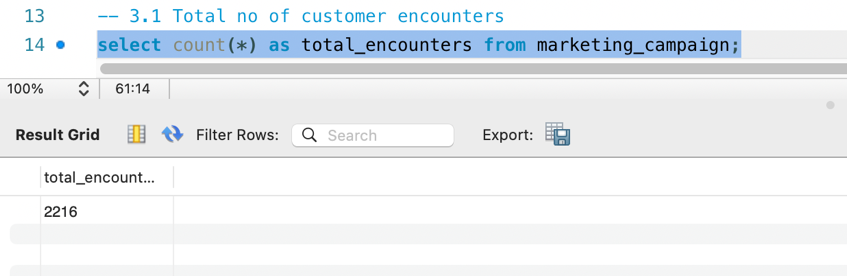 13 -- 3.1 Total no of customer encounters
14 select count(*) as total_encounters from marketing_campaign;
100% 61:14
Result Grid Filter Rows: Search Export:
total_encount...
2216